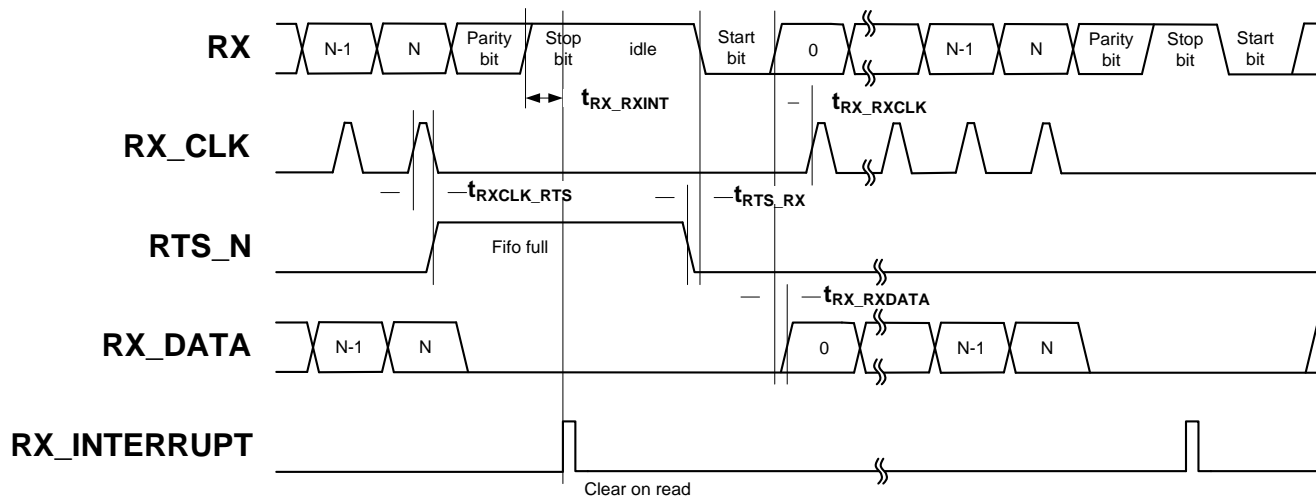 RX
N-1
N
Parity
bit
Stop
bit
idle
Start
bit
0
N-1
N
Parity
bit
Stop
bit
Start
bit
tRX_RXINT
tRX_RXCLK
RX_CLK
tRXCLK_RTS
tRTS_RX
RTS_N
Fifo full
tRX_RXDATA
RX_DATA
N-1
N
0
N-1
N
RX_INTERRUPT
Clear on read